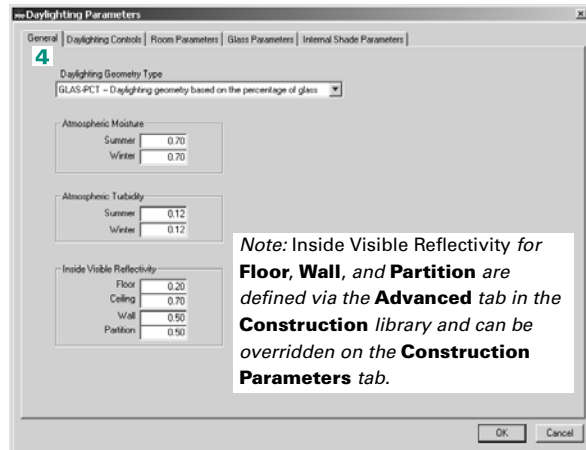 Daylighting Parameters
General Daylighting Controls Room Parameters Glass Parameters Internal Shade Parameters
4
Daylighting Geometry Type
GLAS-PCT -- Daylighting geometry based on the percentage of glass
Atmospheric Moisture
Summer 0.70
Winter 0.70
Atmospheric Turbidity
Summer 0.12
Winter 0.12
Inside Visible Reflectivity
Floor 0.20
Ceiling 0.70
Wall 0.50
Partition 0.50
Note: Inside Visible Reflectivity for
Floor, Wall, and Partition are
defined via the Advanced tab in the
Construction library and can be
overridden on the Construction
Parameters tab.
OK Cancel